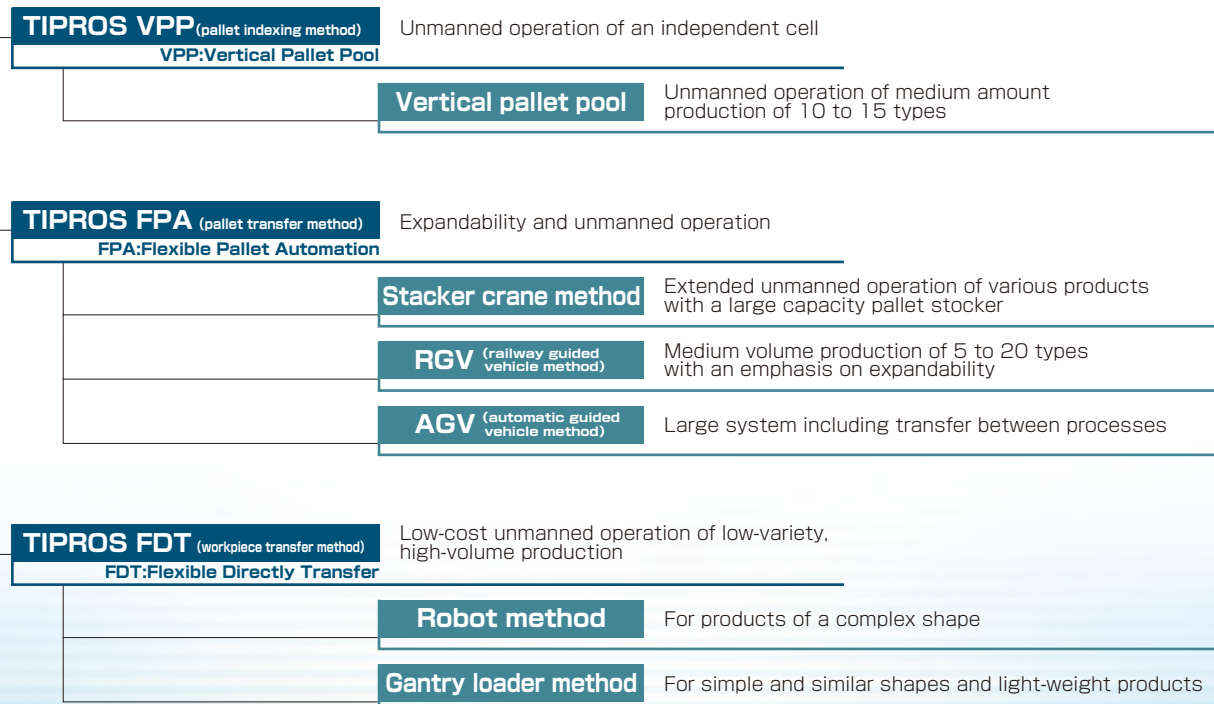 TIPROS VPP(pallet indexing method)
Unmanned operation of an independent cell
VPP:Vertical Pallet Pool
Vertical pallet pool
Unmanned operation of medium amount
production of 10 to 15 types
TIPROS FPA (pallet transfer method)
Expandability and unmanned operation
FPA:Flexible Pallet Automation
Stacker crane method
Extended unmanned operation of various products
with a large capacity pallet stocker
RGV (railway guided
vehicle method)
Medium volume production of 5 to 20 types
with an emphasis on expandability
AGV (automatic guided
vehicle method)
Large system including transfer between processes
TIPROS FDT (workpiece transfer method)
Low-cost unmanned operation of low-variety,
high-volume production
FDT:Flexible Directly Transfer
Robot method
For products of a complex shape
Gantry loader method
For simple and similar shapes and light-weight products